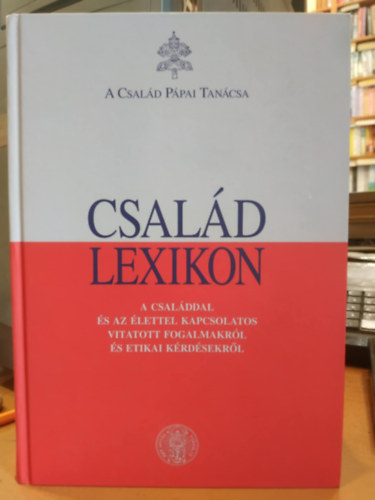 A CSALÁD PÁPAI TANÁCSA
CSALÁD
LEXIKON
A CSALÁDDAL
ÉS AZ ÉLETTEL KAPCSOLATOS
VITATOTT FOGALMAKRÓL
ÉS ETIKAI KÉRDÉSEKRŐL